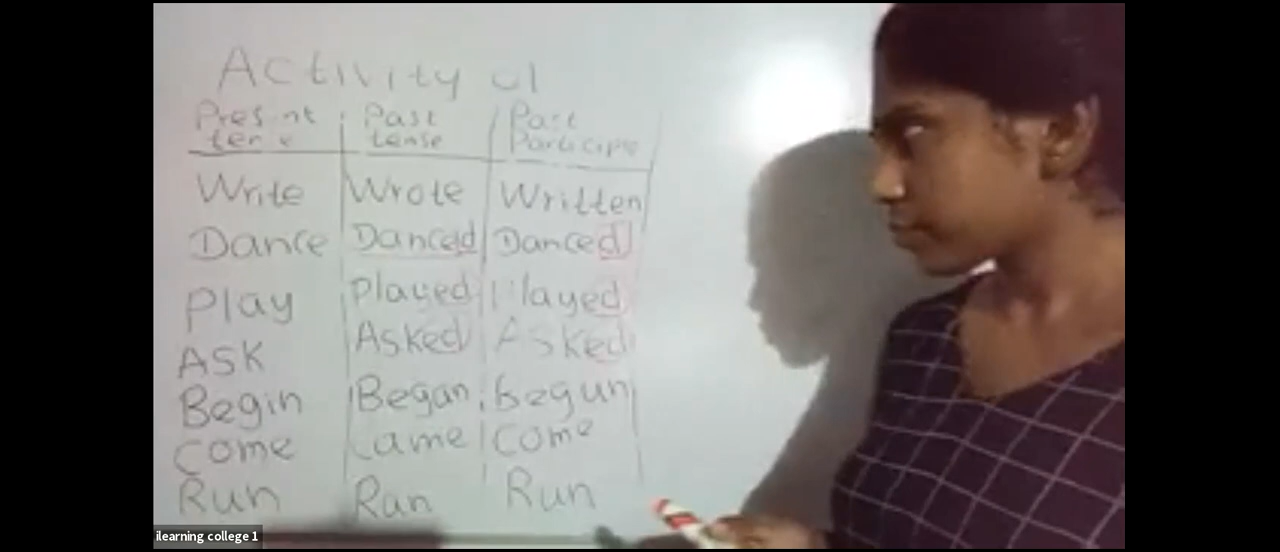 Activity 01
Present tense | Past tense | Past Participle
Write | Wrote | Written
Dance | Danced | Danced
Play | Played | Played
ASK | Asked | Asked
Begin | Began | Begun
Come | Came | Come
Run | Ran | Run
ilearning college 1